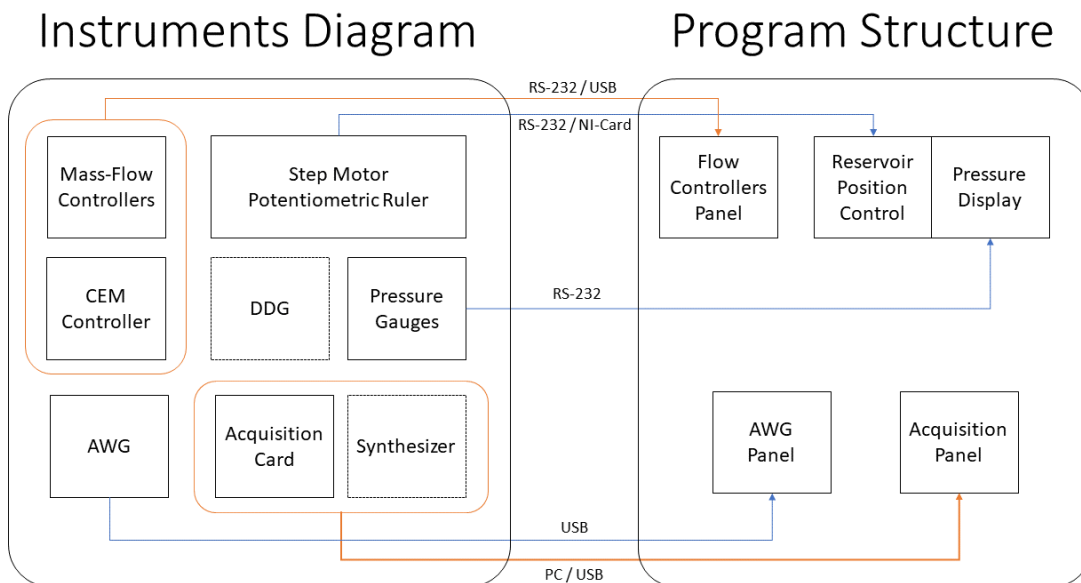 Instruments Diagram
Program Structure
RS-232 / USB
RS-232 / NI-Card
Mass-Flow
Controllers
Step Motor
Potentiometric Ruler
Flow
Controllers
Panel
Reservoir
Position
Control
Pressure
Display
CEM
Controller
DDG
Pressure
Gauges
RS-232
AWG
Acquisition
Card
Synthesizer
AWG
Panel
Acquisition
Panel
USB
PC / USB